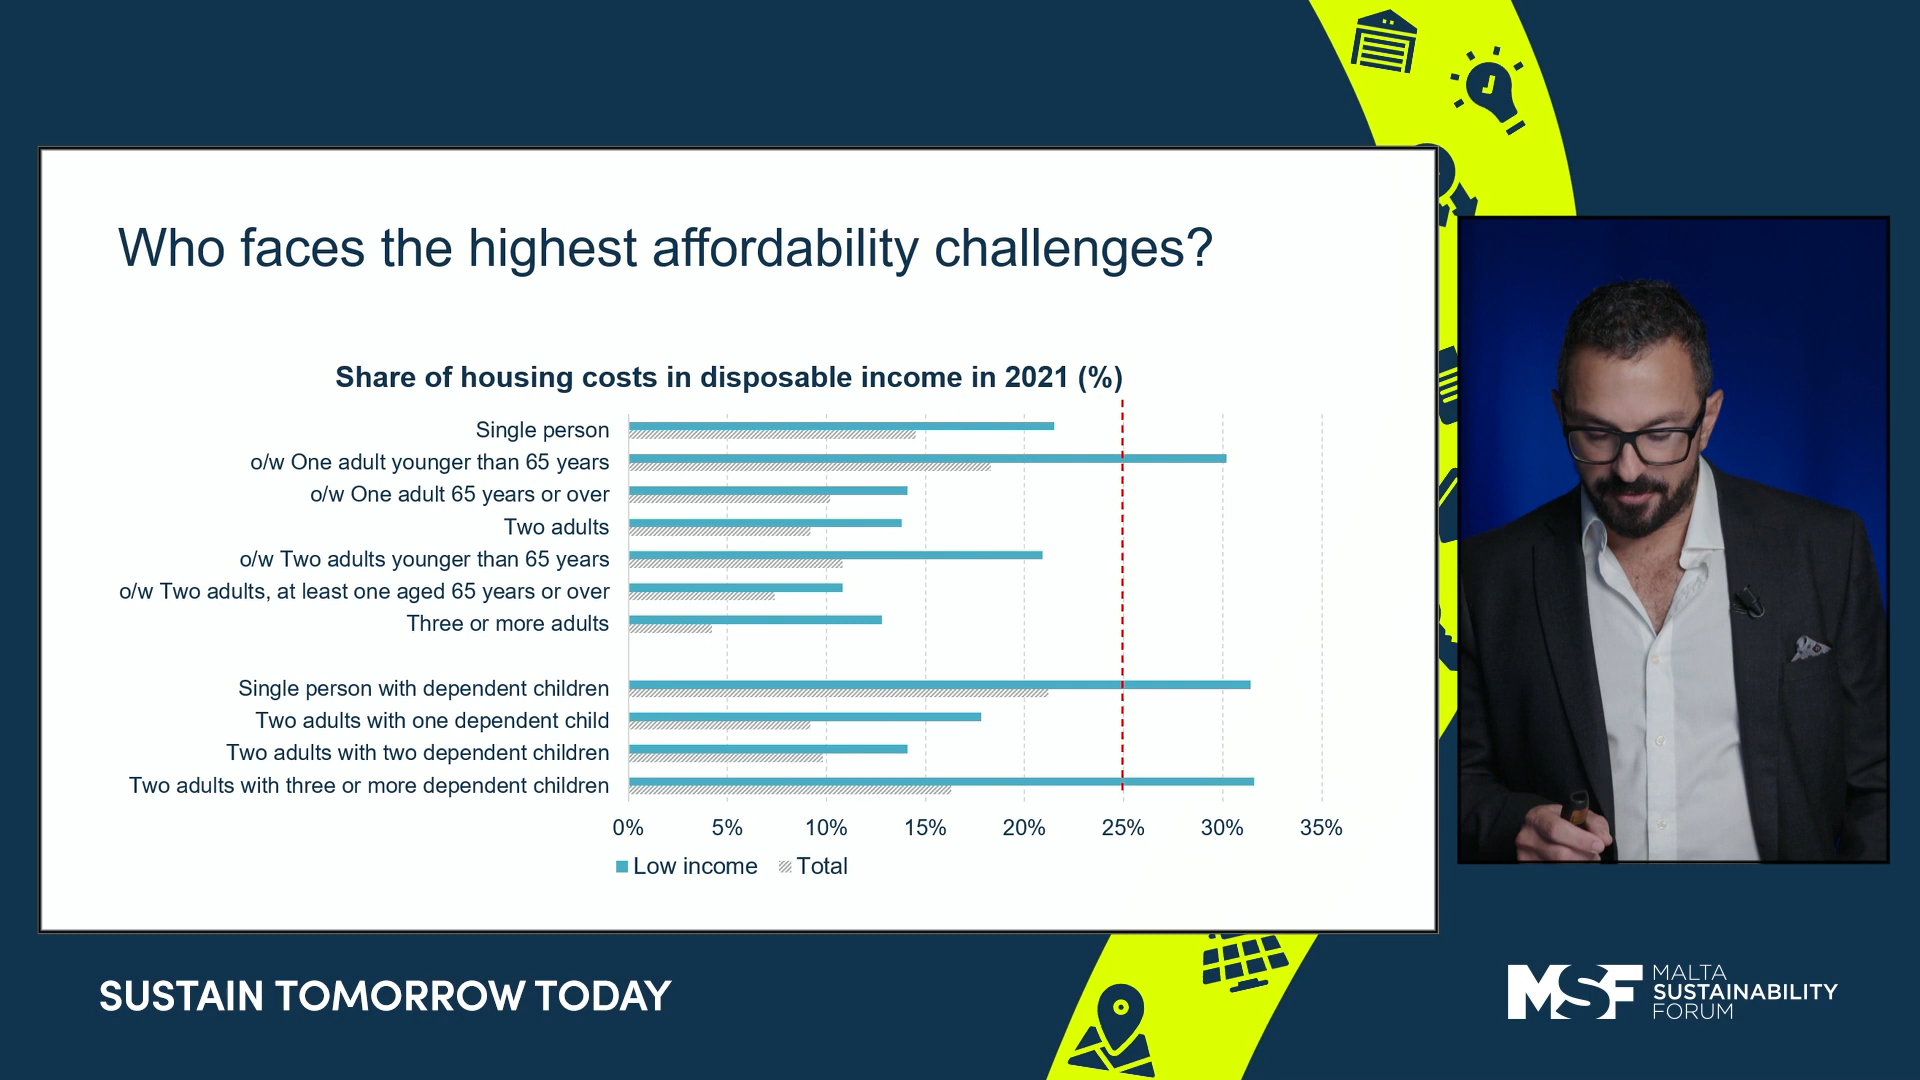 Who faces the highest affordability challenges?
Share of housing costs in disposable income in 2021 (%)
Single person
o/w One adult younger than 65 years
o/w One adult 65 years or over
Two adults
o/w Two adults younger than 65 years
o/w Two adults, at least one aged 65 years or over
Three or more adults
Single person with dependent children
Two adults with one dependent child
Two adults with two dependent children
Two adults with three or more dependent children
0% 5% 10% 15% 20% 25% 30% 35%
Low income Total
SUSTAIN TOMORROW TODAY
MSF MALTA
SUSTAINABILITY
FORUM